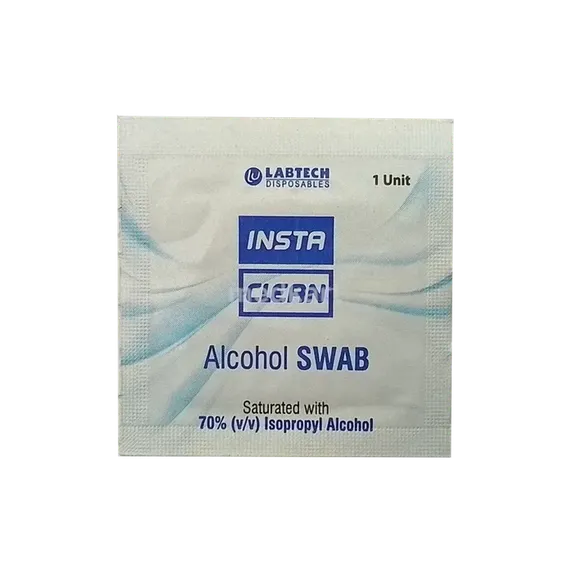 LABTECH
DISPOSABLES
1 Unit
INSTA
CLEAN
Alcohol SWAB
Saturated with
70% (v/v) Isopropyl Alcohol